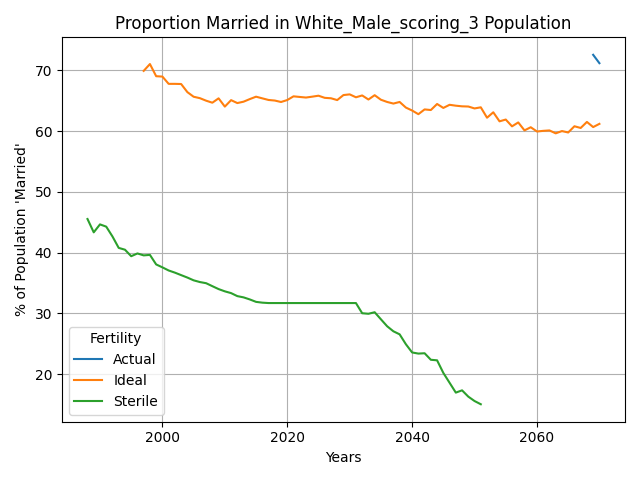 Proportion Married in White_Male_scoring_3 Population
% of Population 'Married'
70
60
50
40
30
20
Fertility
Actual
Ideal
Sterile
2000 2020 2040 2060
Years